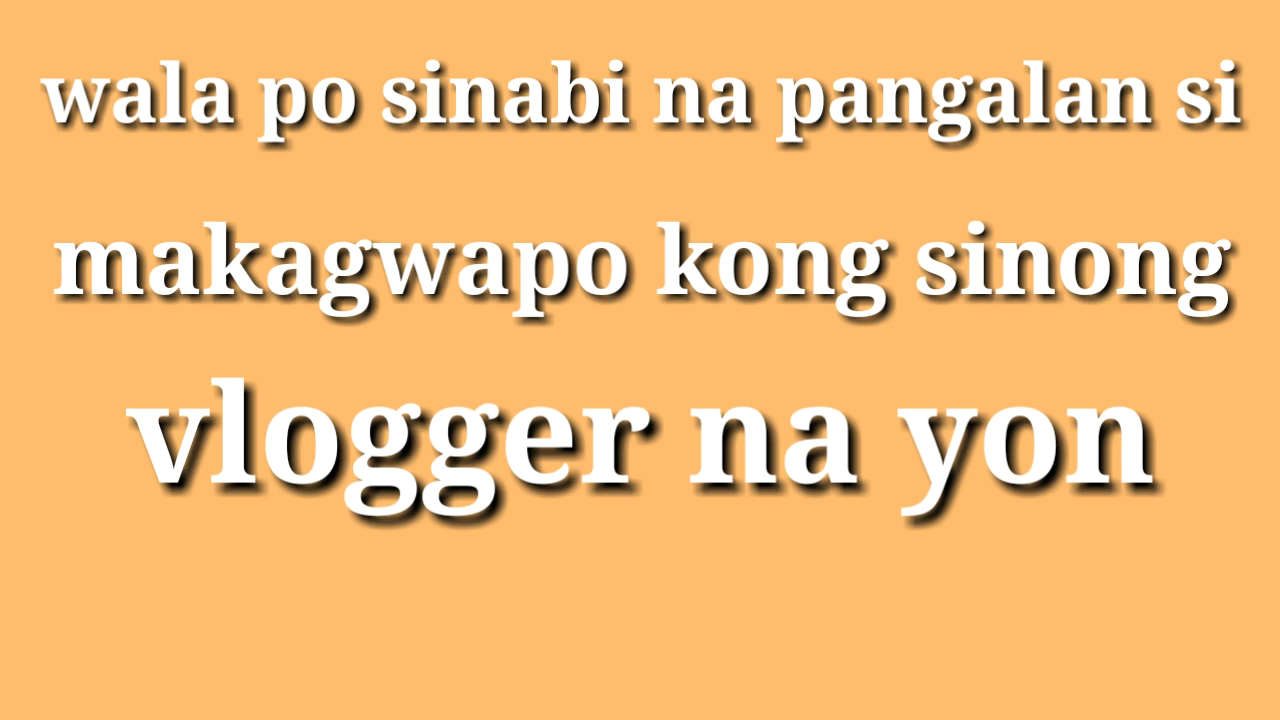 wala po sinabi na pangalan si
makagwapo kong sinong
vlogger na yon